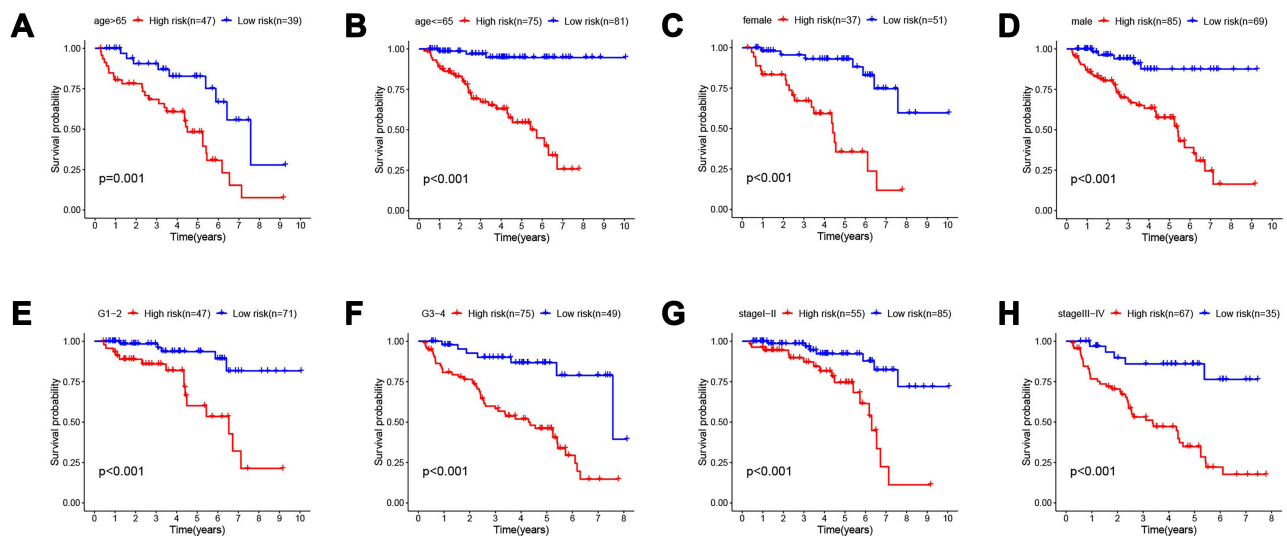 A
age>65 High risk(n=47) Low risk(n=39)
Survival probability
1.00
0.75
0.50
0.25
0.00
p=0.001
0 1 2 3 4 5 6 7 8 9 10
Time(years)
B
age<=65 High risk(n=75) Low risk(n=81)
Survival probability
1.00
0.75
0.50
0.25
0.00
p<0.001
0 1 2 3 4 5 6 7 8 9 10
Time(years)
C
female High risk(n=37) Low risk(n=51)
Survival probability
1.00
0.75
0.50
0.25
0.00
p<0.001
0 1 2 3 4 5 6 7 8 9 10
Time(years)
D
male High risk(n=85) Low risk(n=69)
Survival probability
1.00
0.75
0.50
0.25
0.00
p<0.001
0 1 2 3 4 5 6 7 8 9 10
Time(years)
E
G1-2 High risk(n=47) Low risk(n=71)
Survival probability
1.00
0.75
0.50
0.25
0.00
p<0.001
0 1 2 3 4 5 6 7 8 9 10
Time(years)
F
G3-4 High risk(n=75) Low risk(n=49)
Survival probability
1.00
0.75
0.50
0.25
0.00
p<0.001
0 1 2 3 4 5 6 7 8
Time(years)
G
stageI-II High risk(n=55) Low risk(n=85)
Survival probability
1.00
0.75
0.50
0.25
0.00
p<0.001
0 1 2 3 4 5 6 7 8 9 10
Time(years)
H
stageIII-IV High risk(n=67) Low risk(n=35)
Survival probability
1.00
0.75
0.50
0.25
0.00
p<0.001
0 1 2 3 4 5 6 7 8
Time(years)